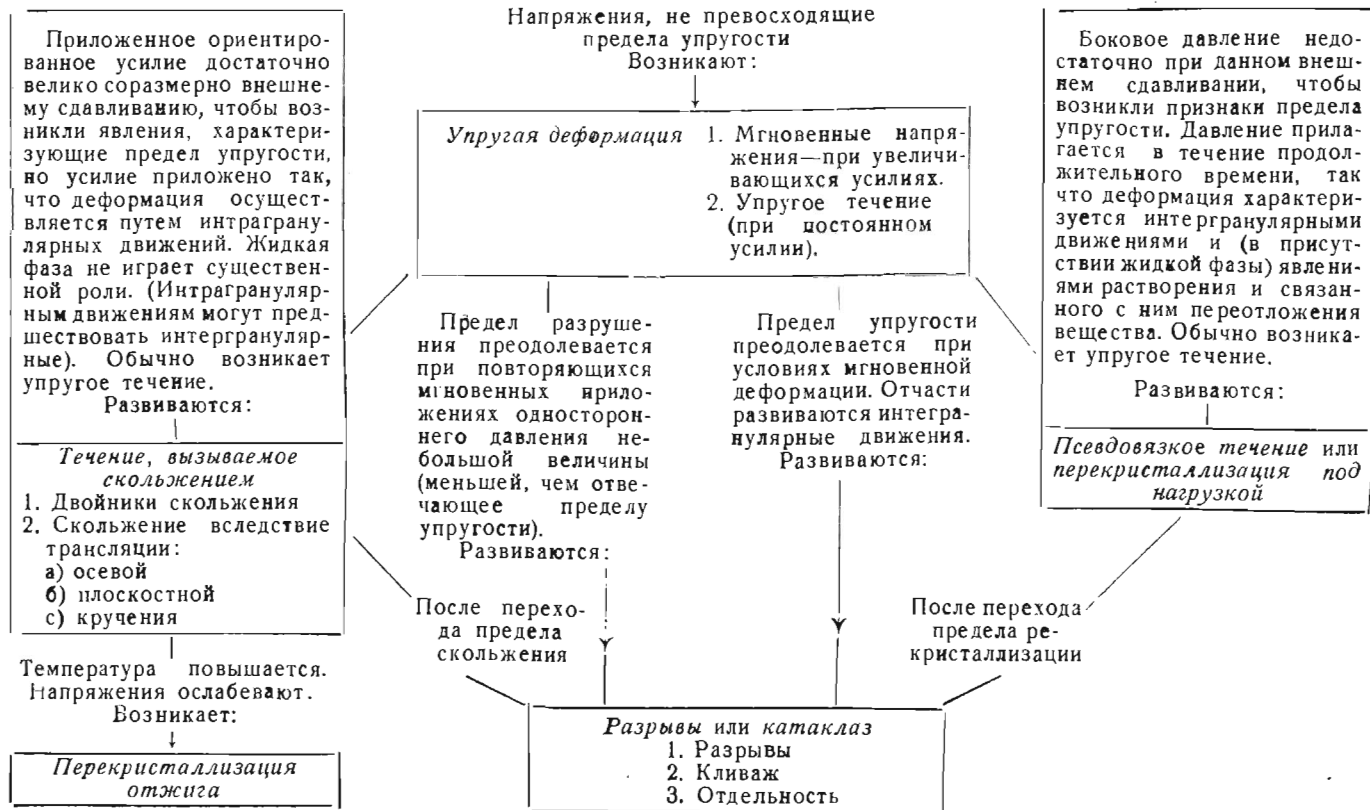 Напряжения, не превосходящие
предела упругости
Возникают:
Приложенное ориентиро-
ванное усилие достаточно
велико соразмерно внешне-
му сдавливанию, чтобы воз-
никли явления, характери-
зующие предел упругости,
но усилие приложено так,
что деформация осущест-
вляется путем интраграну-
лярных движений. Жидкая
фаза не играет существен-
ной роли. (Интрагрануляр-
ным движениям могут пред-
шествовать интергрануляр-
ные). Обычно возникает
упругое течение.
Развиваются:
Упругая деформация
1. Мгновенные напря-
жения—при увеличи-
вающихся усилиях.
2. Упругое течение
(при постоянном
усилии).
Боковое давление недо-
статочно при данном внеш-
нем сдавливании, чтобы
возникли признаки предела
упругости. Давление прила-
гается в течение продол-
жительного времени, так
что деформация характери-
зуется интергранулярными
движениями и (в присут-
ствии жидкой фазы) явлени-
ями растворения и связан-
ного с ним переотложения
вещества. Обычно возника-
ет упругое течение.
Развиваются:
Предел разруше-
ния преодолевается
при повторяющихся
мгновенных прило-
жениях односторон-
него давления не-
большой величины
(меньшей, чем отве-
чающее пределу
упругости).
Развиваются:
Предел упругости
преодолевается при
условиях мгновенной
деформации. Отчасти
развиваются интегра-
нулярные движения.
Развиваются:
Течение, вызываемое
скольжением
1. Двойники скольжения
2. Скольжение вследствие
трансляции:
а) осевой
б) плоскостной
с) кручения
Псевдовязкое течение или
перекристаллизация под
нагрузкой
После перехо-
да предела
скольжения
После перехода
предела ре-
кристаллизации
Температура повышается.
Напряжения ослабевают.
Возникает:
Перекристаллизация
отжига
Разрывы или катаклаз
1. Разрывы
2. Кливаж
3. Отдельность